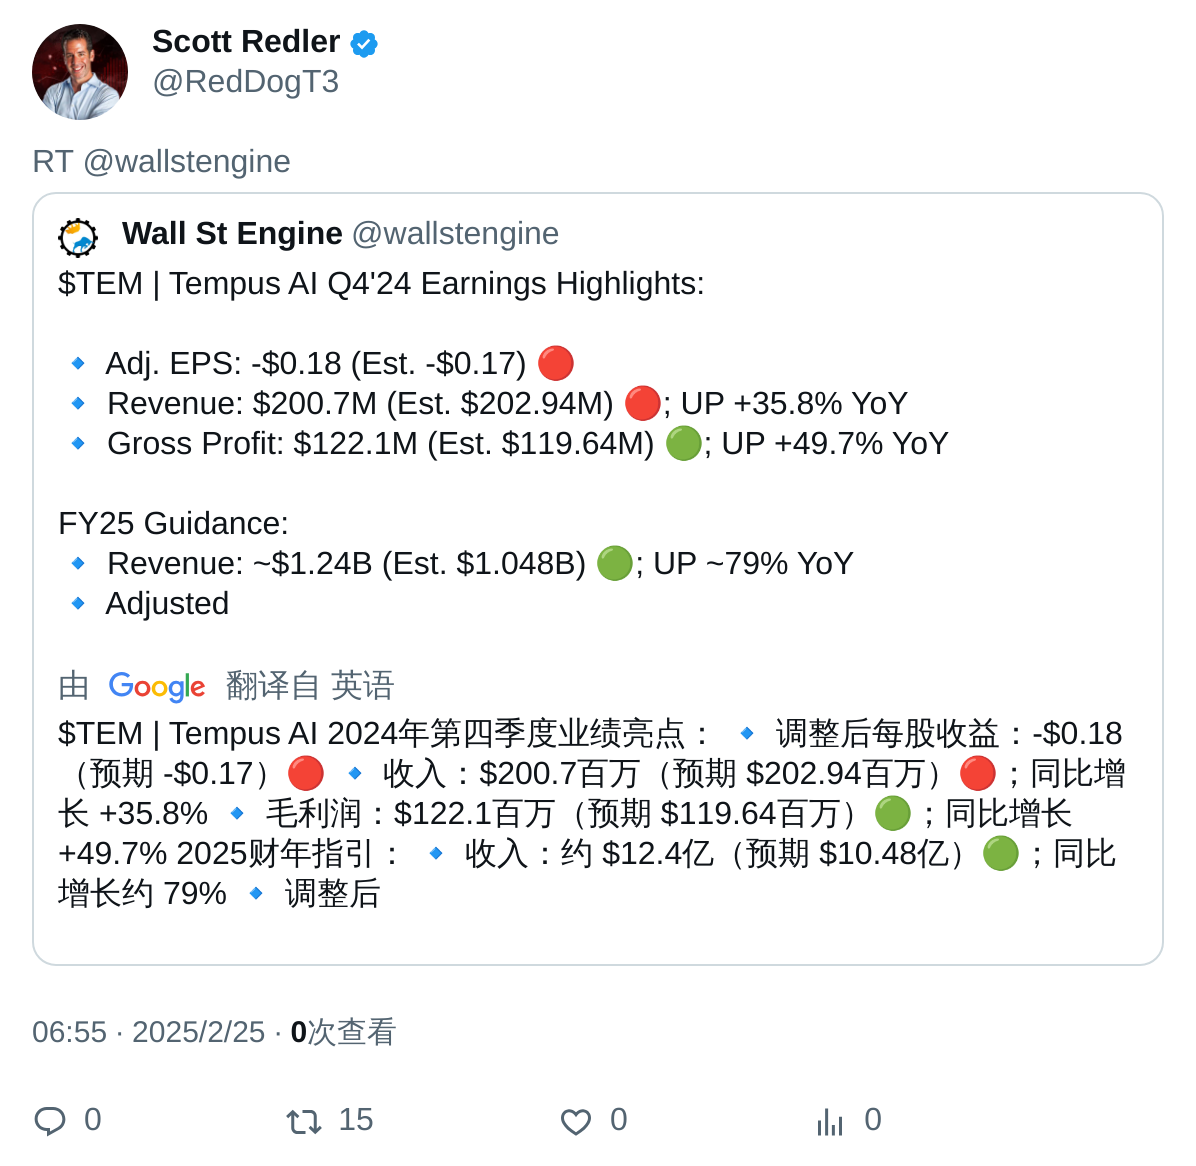 Scott Redler
@RedDogT3
RT @wallstengine
Wall St Engine @wallstengine
$TEM | Tempus AI Q4'24 Earnings Highlights:
🔹 Adj. EPS: -$0.18 (Est. -$0.17) 🔴
🔹 Revenue: $200.7M (Est. $202.94M) 🔴; UP +35.8% YoY
🔹 Gross Profit: $122.1M (Est. $119.64M) 🟢; UP +49.7% YoY
FY25 Guidance:
🔹 Revenue: ~$1.24B (Est. $1.048B) 🟢; UP ~79% YoY
🔹 Adjusted
由 Google 翻译自 英语
$TEM | Tempus AI 2024年第四季度业绩亮点： 🔹 调整后每股收益：-$0.18
（预期 -$0.17）🔴 🔹 收入：$200.7百万（预期 $202.94百万）🔴；同比增
长 +35.8% 🔹 毛利润：$122.1百万（预期 $119.64百万）🟢；同比增长
+49.7% 2025财年指引： 🔹 收入：约 $12.4亿（预期 $10.48亿）🟢；同比
增长约 79% 🔹 调整后
06:55 · 2025/2/25 · 0次查看
0 15 0 0